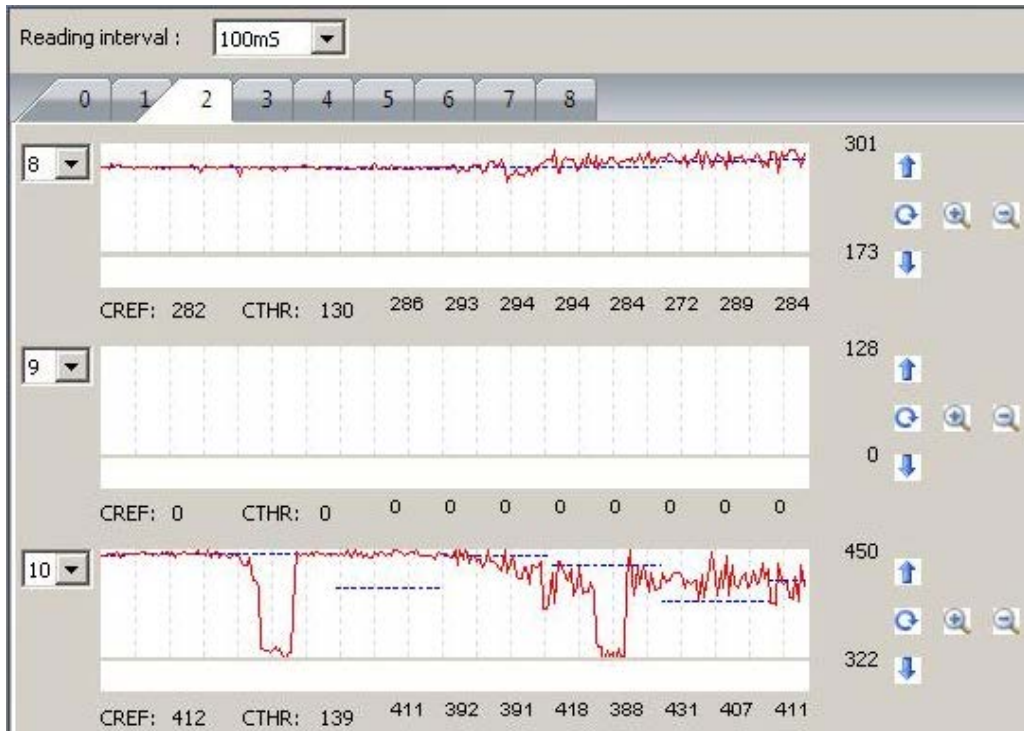 Reading interval : 100mS
0 1 2 3 4 5 6 7 8
8
301
173
CREF: 282 CTHR: 130 286 293 294 294 284 272 289 284
9
128
0
CREF: 0 CTHR: 0 0 0 0 0 0 0 0 0
10
450
322
CREF: 412 CTHR: 139 411 392 391 418 388 431 407 411